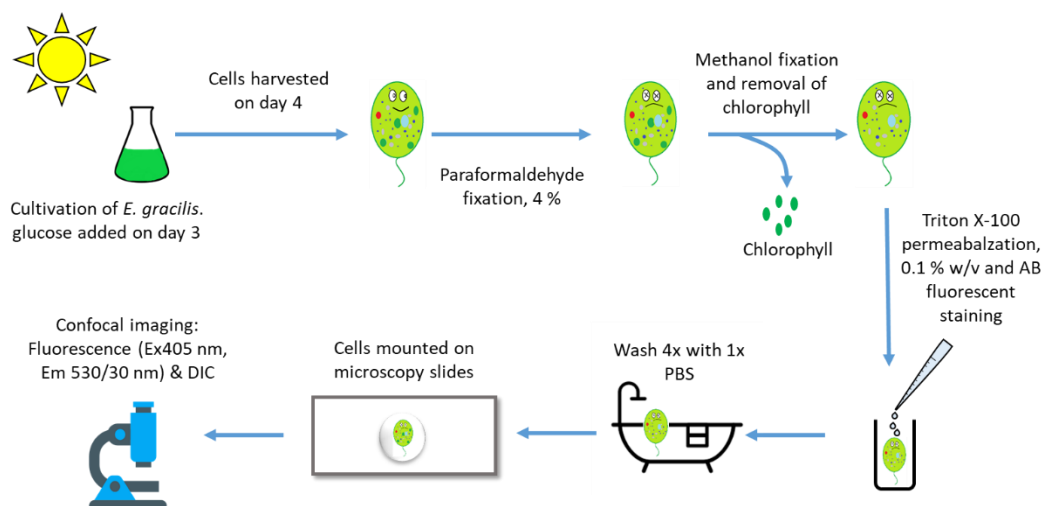 Cells harvested
on day 4
Methanol fixation
and removal of
chlorophyll
Paraformaldehyde
fixation, 4 %
Chlorophyll
Cultivation of E. gracilis.
glucose added on day 3
Triton X-100
permeabalzation,
0.1 % w/v and AB
fluorescent
staining
Wash 4x with 1x
PBS
Cells mounted on
microscopy slides
Confocal imaging:
Fluorescence (Ex405 nm,
Em 530/30 nm) & DIC